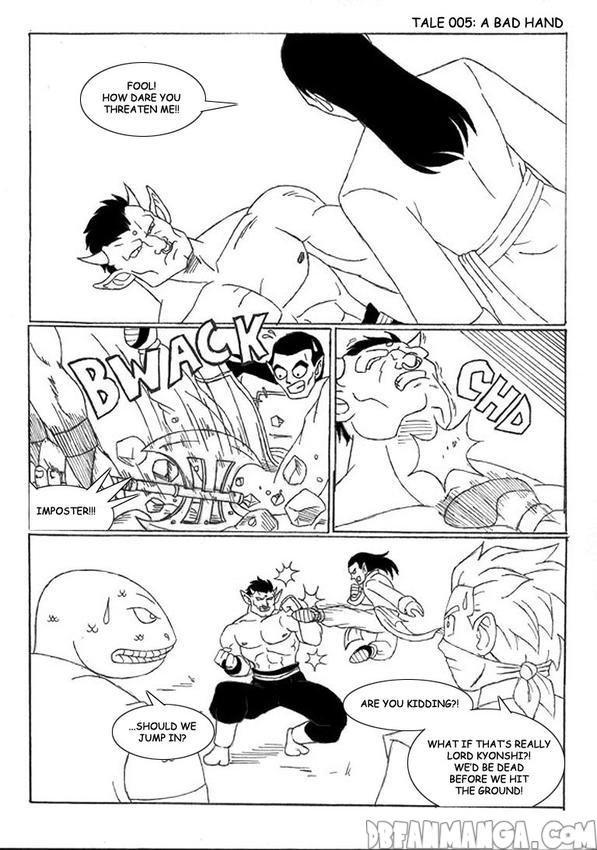 TALE 005: A BAD HAND
FOOL!
HOW DARE YOU
THREATEN ME!!
BWACK
IMPOSTER!!!
CHD
...SHOULD WE
JUMP IN?
ARE YOU KIDDING?!
WHAT IF THAT'S REALLY
LORD KYONSHI?!
WE'D BE DEAD
BEFORE WE HIT
THE GROUND!
DBFANMANGA.COM